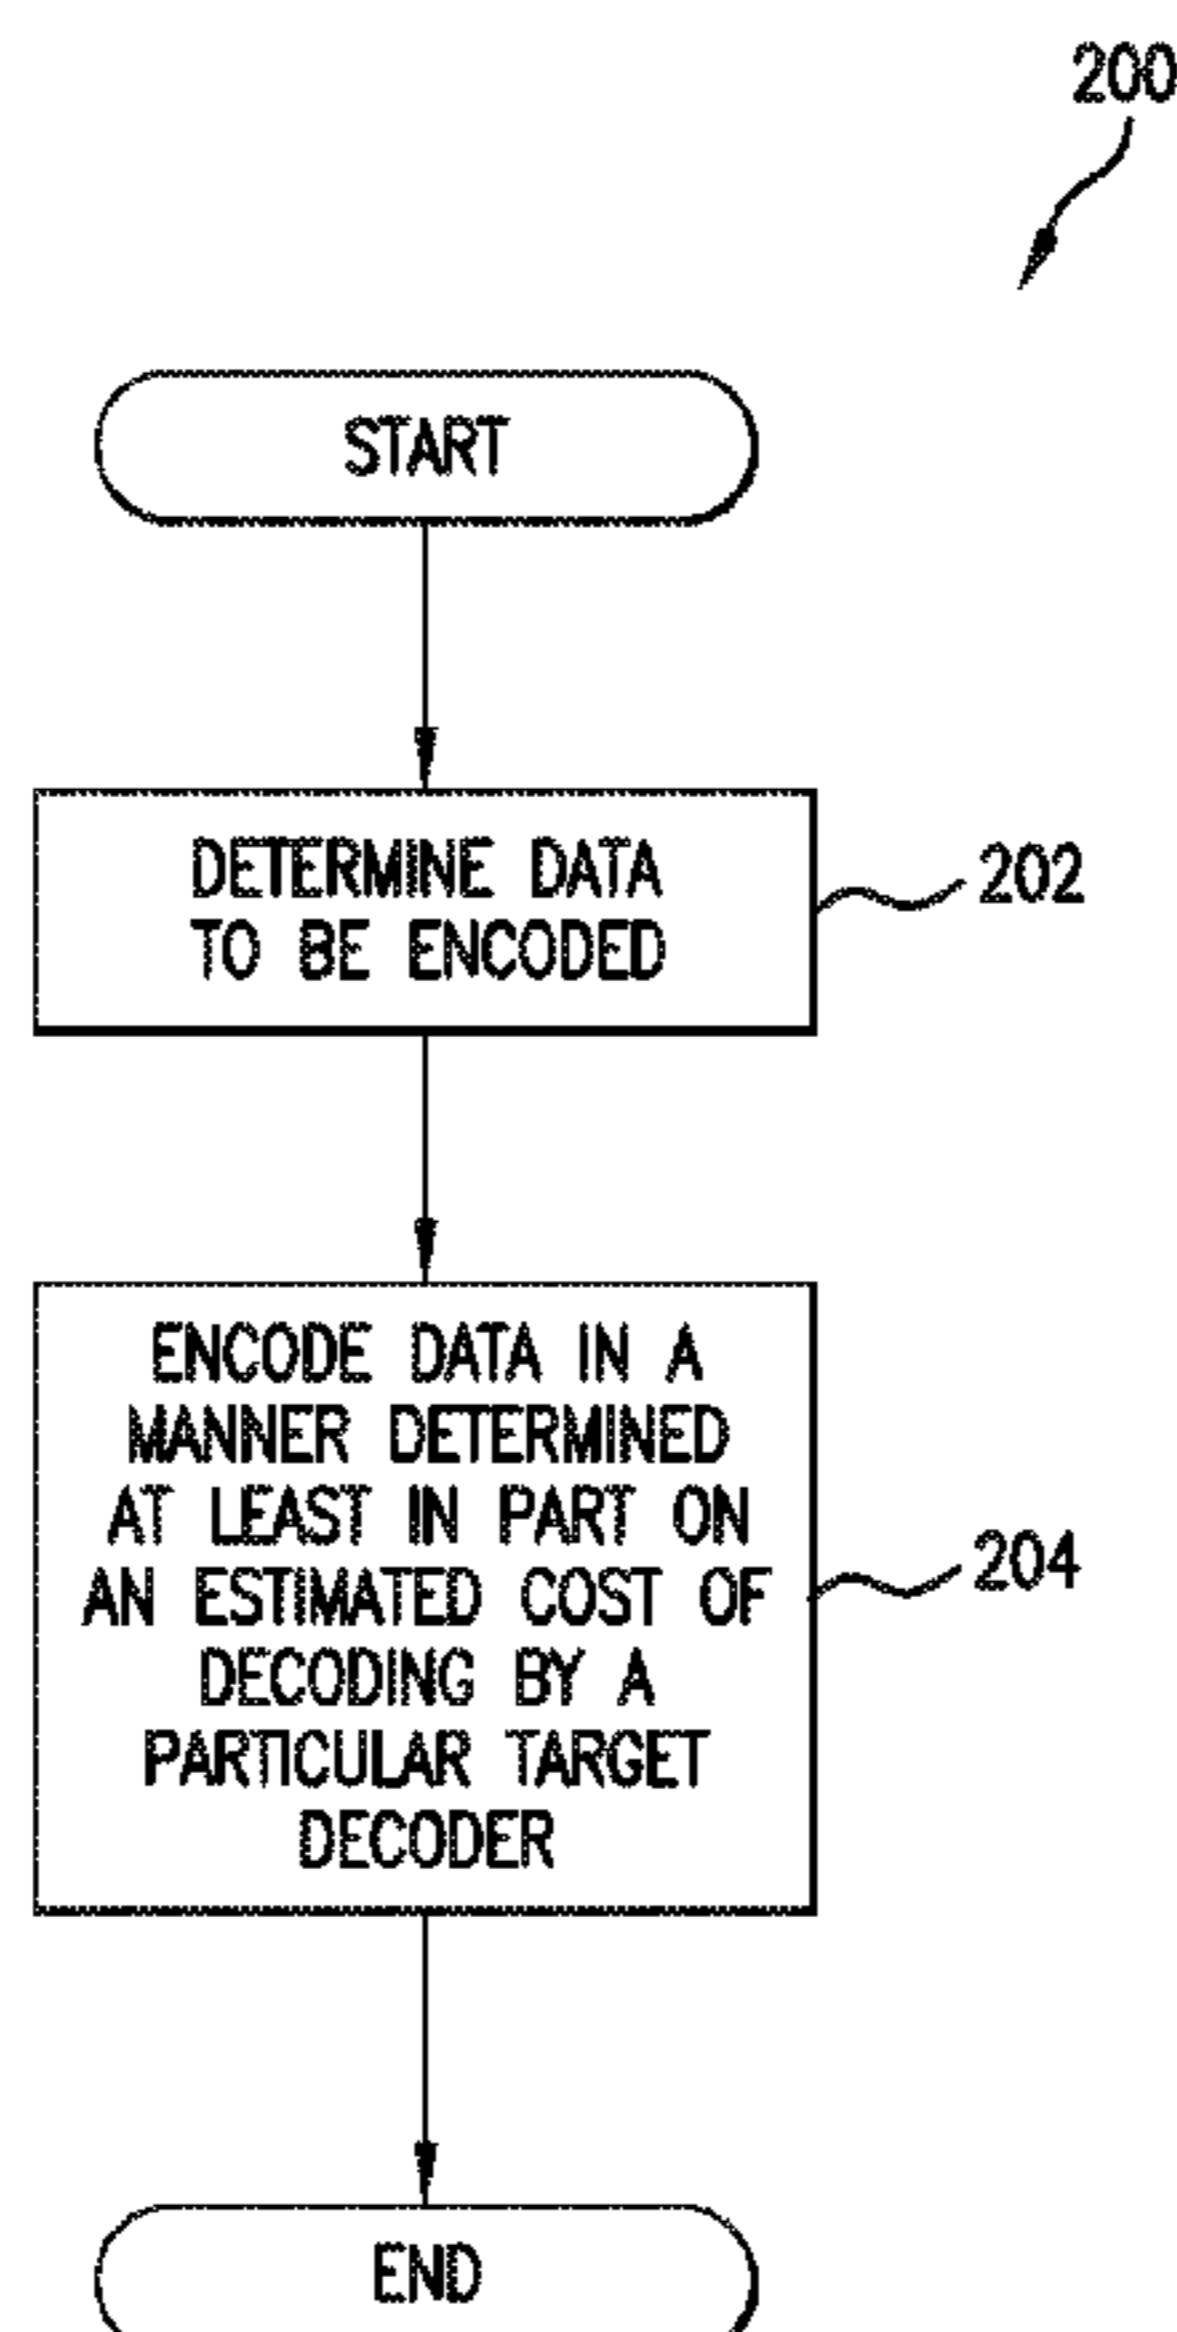 200
START
DETERMINE DATA
TO BE ENCODED
202
ENCODE DATA IN A
MANNER DETERMINED
AT LEAST IN PART ON
AN ESTIMATED COST OF
DECODING BY A
PARTICULAR TARGET
DECODER
204
END